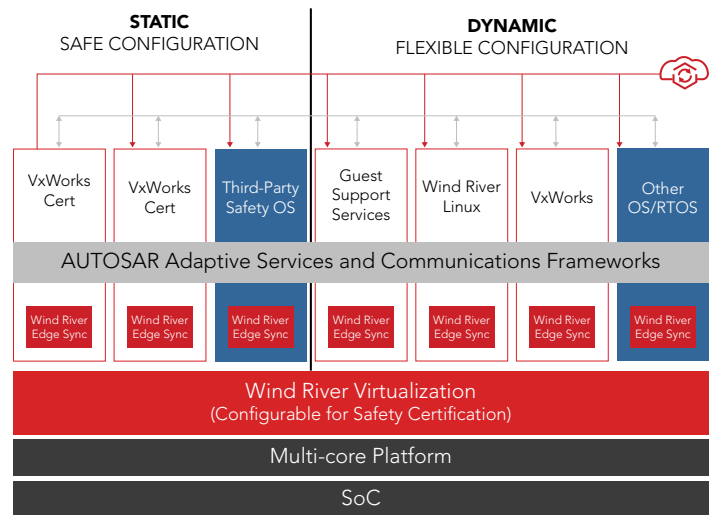 STATIC
SAFE CONFIGURATION
DYNAMIC
FLEXIBLE CONFIGURATION
VxWorks
Cert
VxWorks
Cert
Third-Party
Safety OS
Guest
Support
Services
Wind River
Linux
VxWorks
Other
OS/RTOS
AUTOSAR Adaptive Services and Communications Frameworks
Wind River
Edge Sync
Wind River
Edge Sync
Wind River
Edge Sync
Wind River
Edge Sync
Wind River
Edge Sync
Wind River
Edge Sync
Wind River
Edge Sync
Wind River Virtualization
(Configurable for Safety Certification)
Multi-core Platform
SoC